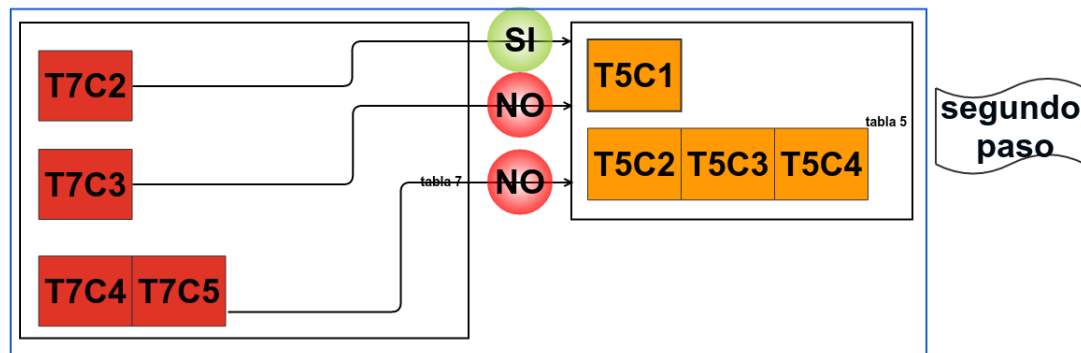 SI
T7C2
T5C1
NO
segundo
paso
tabla 5
T7C3
tabla 7
NO
T5C2 T5C3 T5C4
T7C4 T7C5